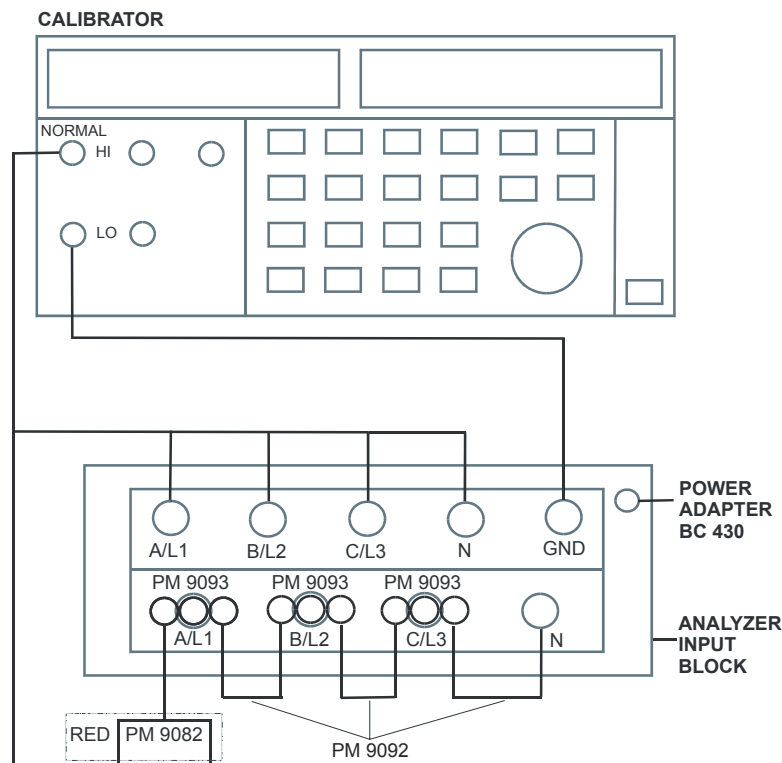 CALIBRATOR
NORMAL
HI
LO
POWER
ADAPTER
BC 430
A/L1
B/L2
C/L3
N
GND
PM 9093
PM 9093
PM 9093
A/L1
B/L2
C/L3
N
ANALYZER
INPUT
BLOCK
RED
PM 9082
PM 9092